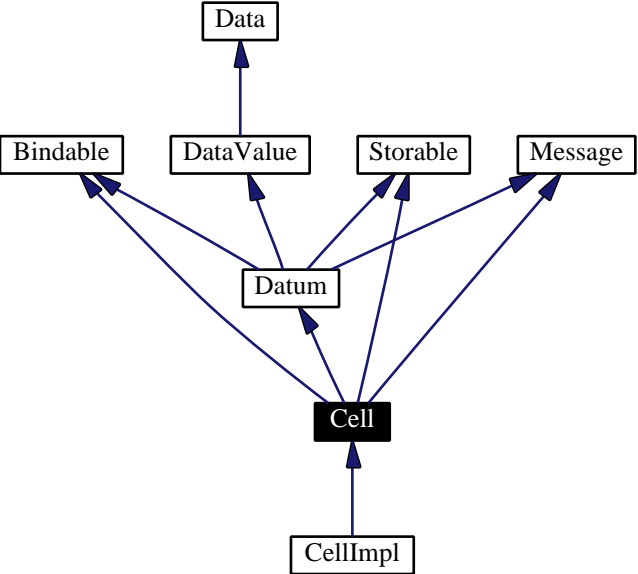 Data
Bindable
DataValue
Storable
Message
Datum
Cell
CellImpl